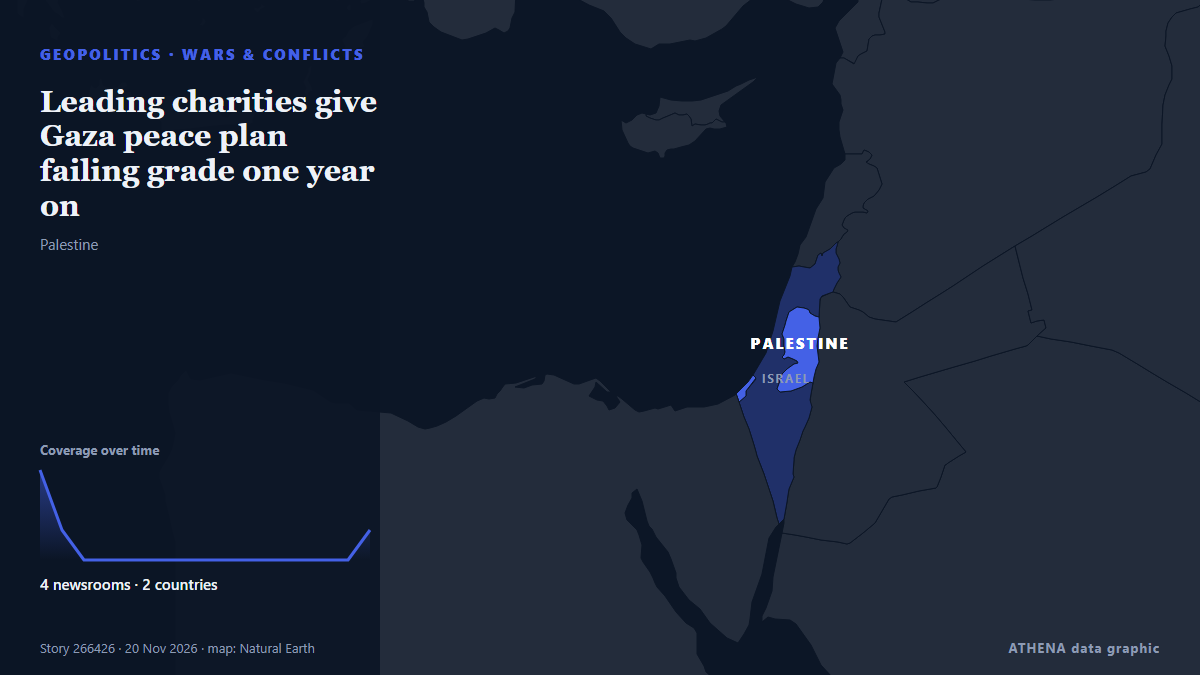 GEOPOLITICS · WARS & CONFLICTS
Leading charities give
Gaza peace plan
failing grade one year
on
Palestine
PALESTINE
ISRAEL
Coverage over time
4 newsrooms · 2 countries
Story 266426 · 20 Nov 2026 · map: Natural Earth
ATHENA data graphic